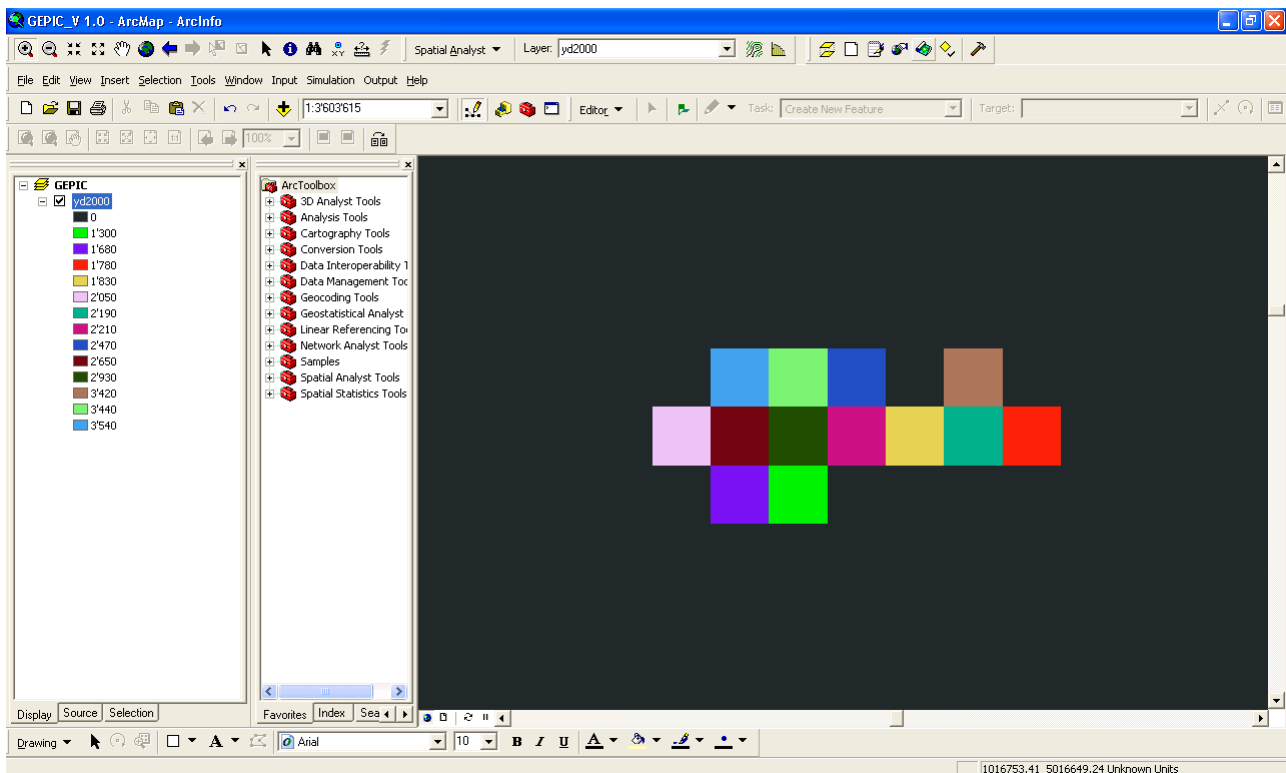 GEPIC_V 1.0 - ArcMap - ArcInfo
Spatial Analyst Layer: yd2000
File Edit View Insert Selection Tools Window Input Simulation Output Help
1:3'603'615 Editor Task: Create New Feature Target:
100%
GEPIC
yd2000
0
1'300
1'680
1'780
1'830
2'050
2'190
2'210
2'470
2'650
2'930
3'420
3'440
3'540
ArcToolbox
3D Analyst Tools
Analysis Tools
Cartography Tools
Conversion Tools
Data Interoperability T
Data Management Too
Geocoding Tools
Geostatistical Analyst
Linear Referencing Too
Network Analyst Tools
Samples
Spatial Analyst Tools
Spatial Statistics Tools
Display Source Selection
Favorites Index Sea
Drawing A Arial 10 B I U A
1016753.41 5016649.24 Unknown Units